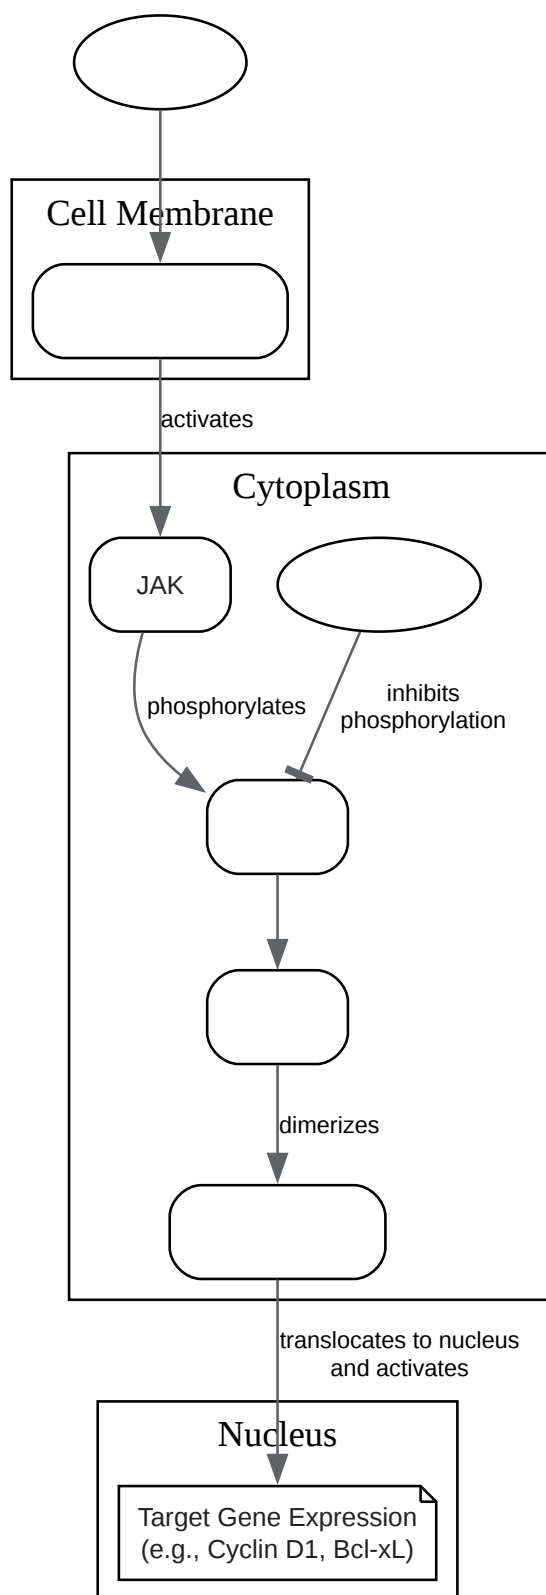 Cell Membrane
activates
Cytoplasm
JAK
phosphorylates
inhibits
phosphorylation
dimerizes
translocates to nucleus
and activates
Nucleus
Target Gene Expression
(e.g., Cyclin D1, Bcl-xL)